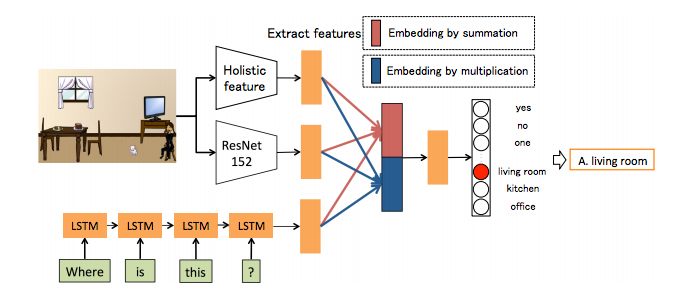 Extract features
Embedding by summation
Embedding by multiplication
Holistic
feature
ResNet
152
yes
no
one
living room
kitchen
office
A. living room
LSTM
LSTM
LSTM
LSTM
Where
is
this
?